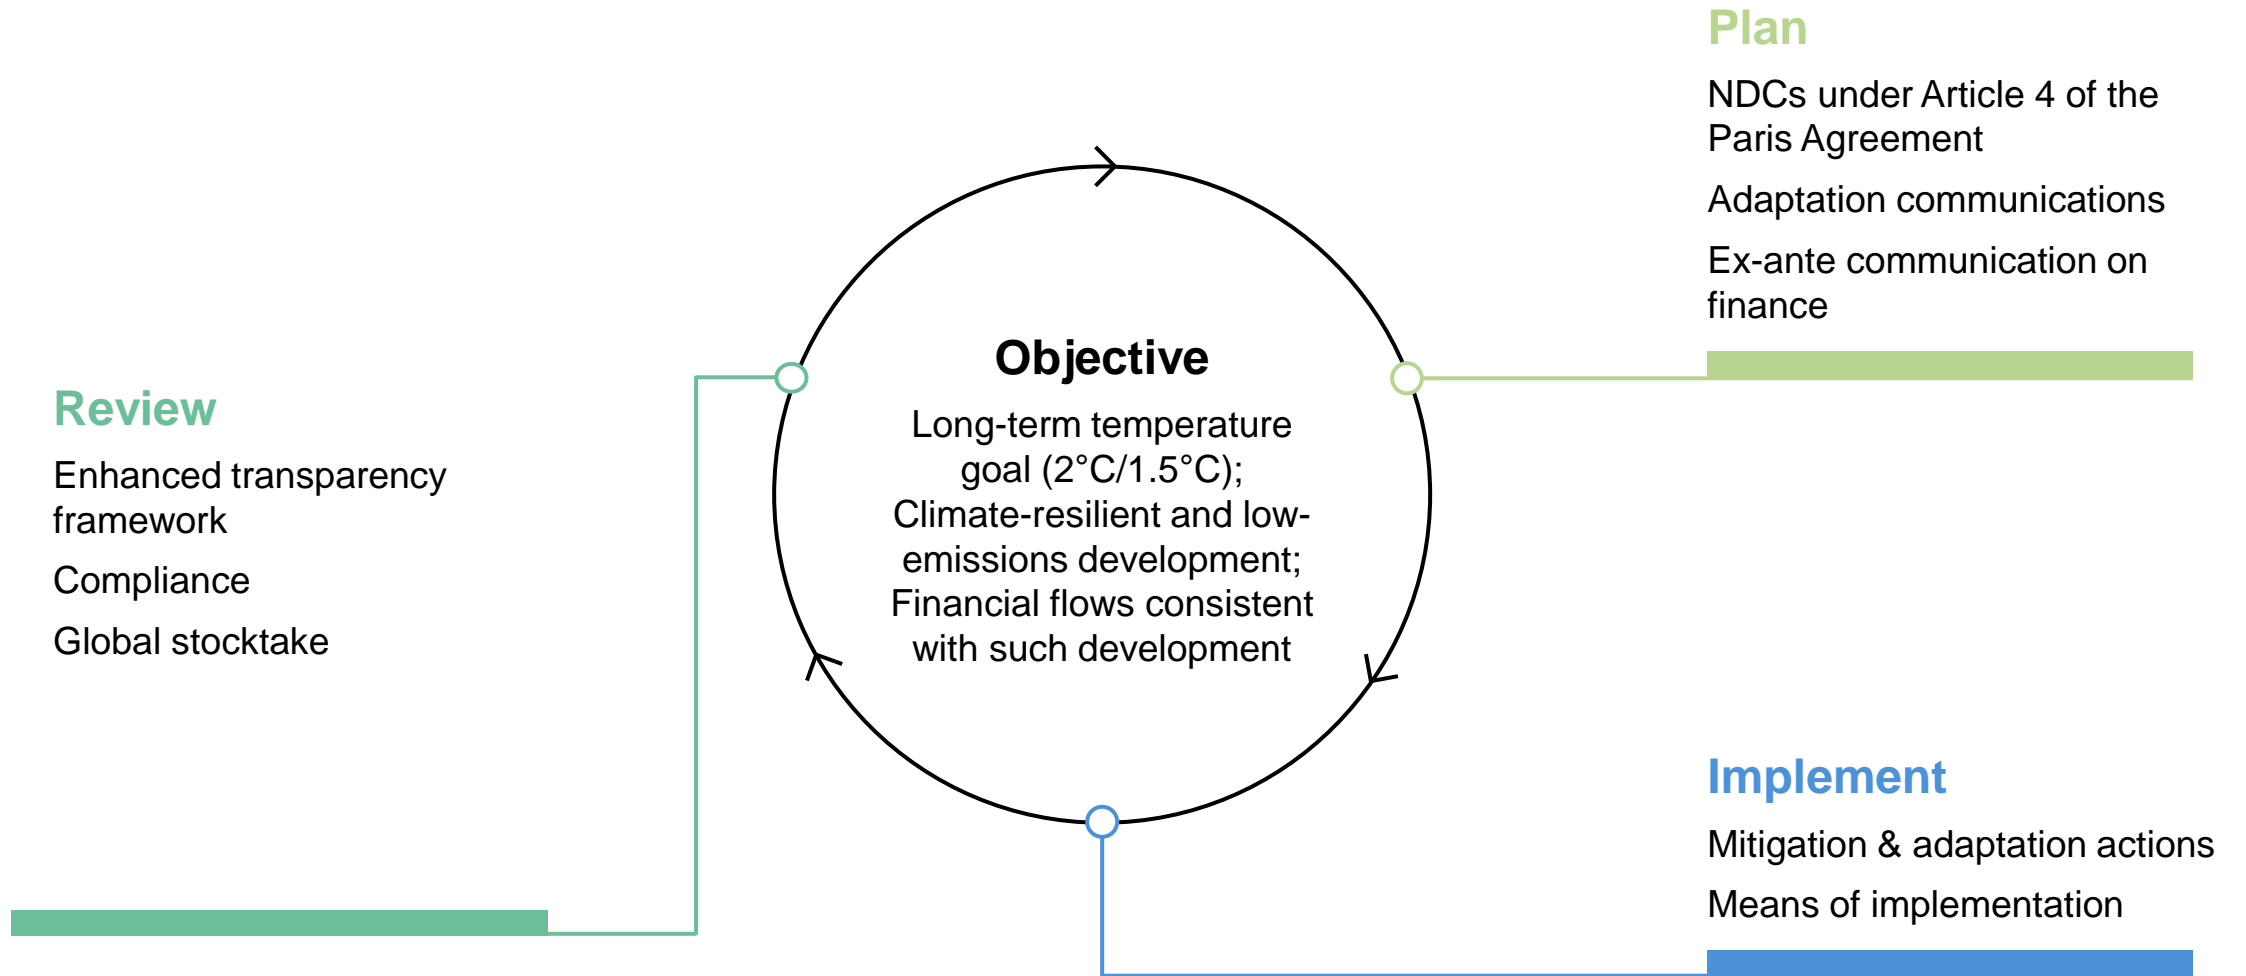 Plan
NDCs under Article 4 of the
Paris Agreement
Adaptation communications
Ex-ante communication on
finance
Objective
Long-term temperature
goal (2°C/1.5°C);
Climate-resilient and low-
emissions development;
Financial flows consistent
with such development
Review
Enhanced transparency
framework
Compliance
Global stocktake
Implement
Mitigation & adaptation actions
Means of implementation